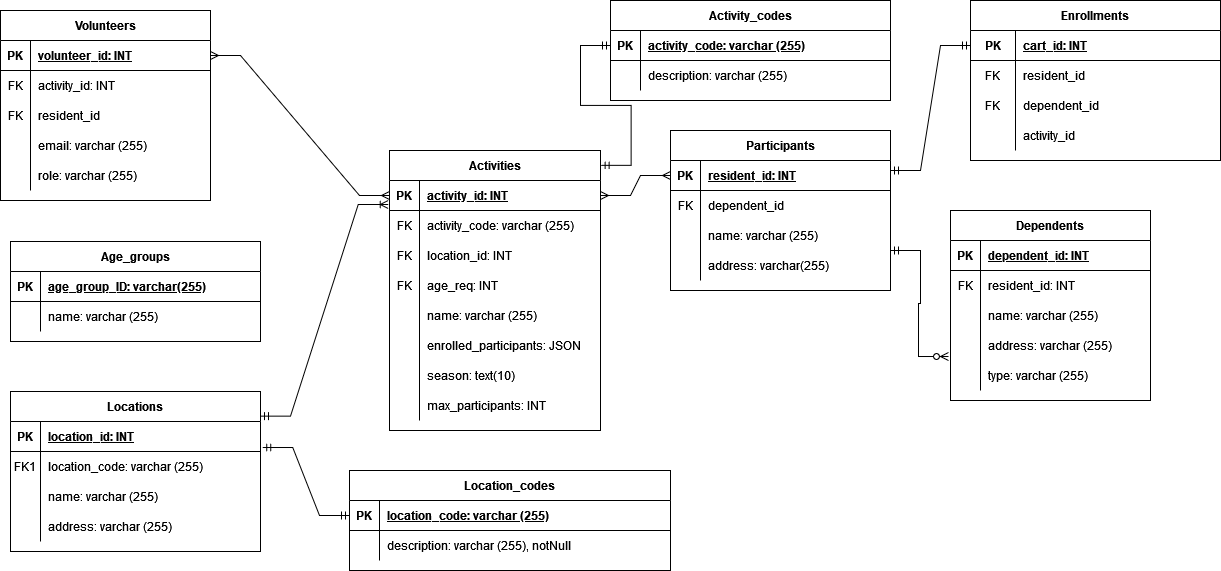 Volunteers
PK volunteer_id: INT
FK activity_id: INT
FK resident_id
email: varchar (255)
role: varchar (255)
Activity_codes
PK activity_code: varchar (255)
description: varchar (255)
Enrollments
PK cart_id: INT
FK resident_id
FK dependent_id
activity_id
Activities
PK activity_id: INT
FK activity_code: varchar (255)
FK location_id: INT
FK age_req: INT
name: varchar (255)
enrolled_participants: JSON
season: text(10)
max_participants: INT
Participants
PK resident_id: INT
FK dependent_id
name: varchar (255)
address: varchar(255)
Dependents
PK dependent_id: INT
FK resident_id: INT
name: varchar (255)
address: varchar (255)
type: varchar (255)
Age_groups
PK age_group_ID: varchar(255)
name: varchar (255)
Locations
PK location_id: INT
FK1 location_code: varchar (255)
name: varchar (255)
address: varchar (255)
Location_codes
PK location_code: varchar (255)
description: varchar (255), notNull